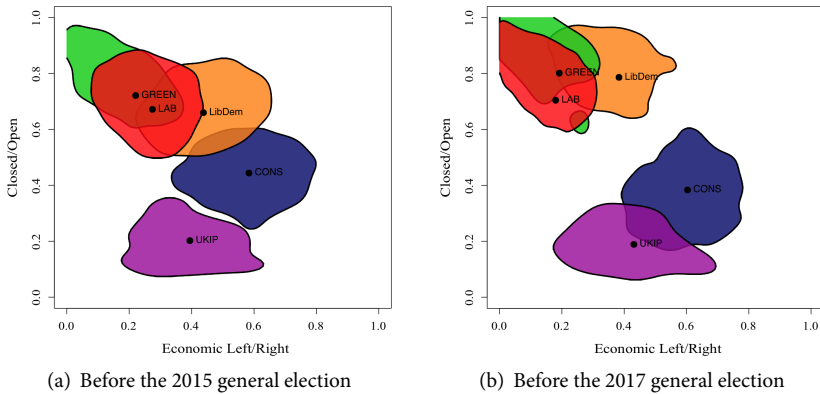 1.0
0.8
0.6
0.4
0.2
0.0
Closed/Open
GREEN
LAB
LibDem
CONS
UKIP
0.0 0.2 0.4 0.6 0.8 1.0
Economic Left/Right
(a) Before the 2015 general election
1.0
0.8
0.6
0.4
0.2
0.0
Closed/Open
GREEN
LibDem
LAB
CONS
UKIP
0.0 0.2 0.4 0.6 0.8 1.0
Economic Left/Right
(b) Before the 2017 general election